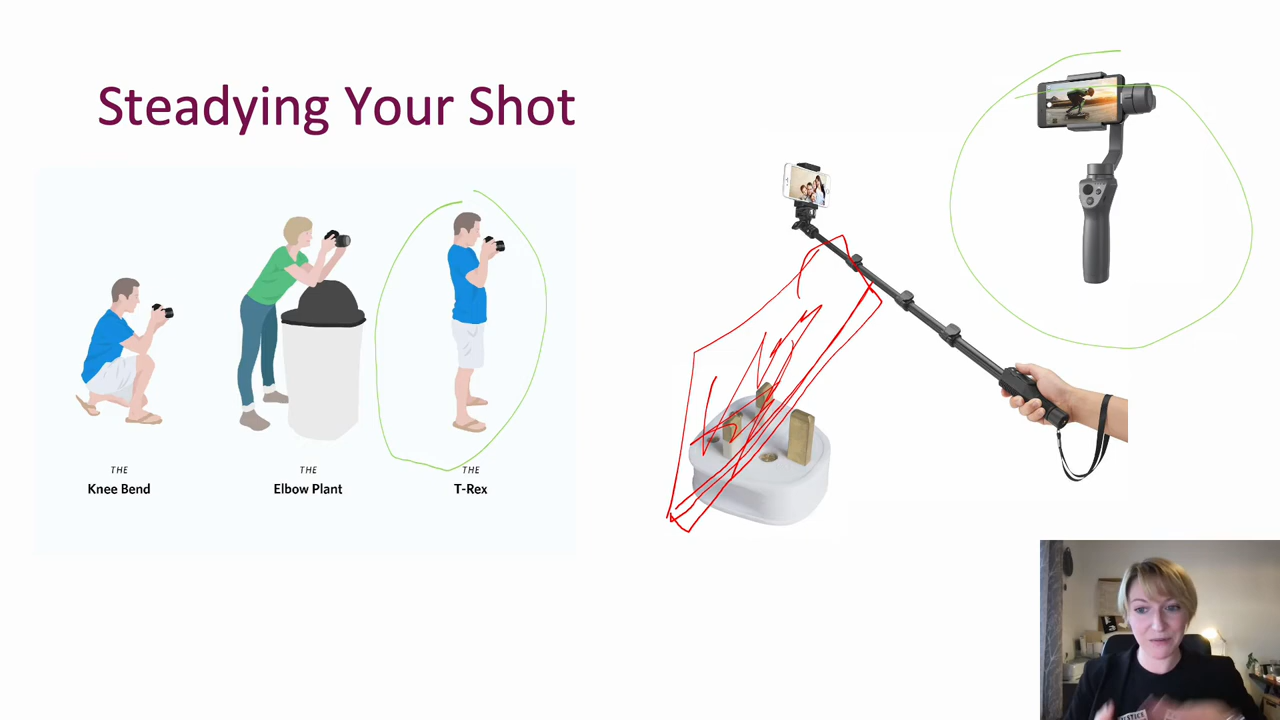 Steadying Your Shot
THE
Knee Bend
THE
Elbow Plant
THE
T-Rex